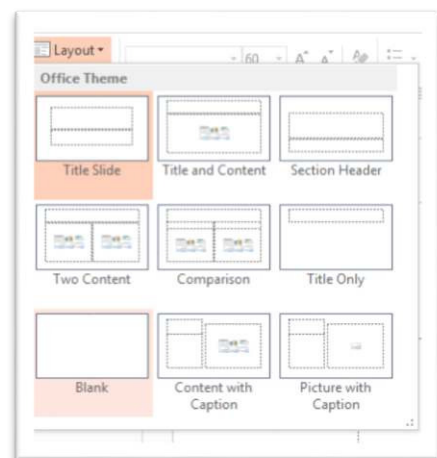 Layout
60 A A
Office Theme
Title Slide Title and Content Section Header
Two Content Comparison Title Only
Blank Content with Caption Picture with Caption